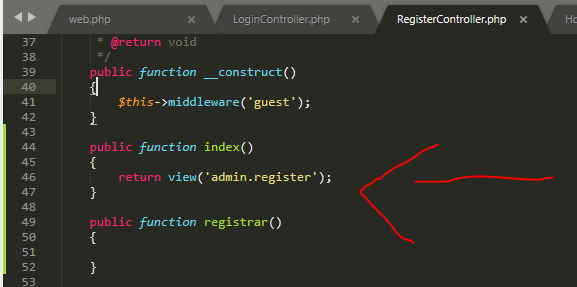 web.php × LoginController.php × RegisterController.php × Ho
37 * @return void
38 */
39 public function __construct()
40 {
41 $this->middleware('guest');
42 }
43
44 public function index()
45 {
46 return view('admin.register');
47 }
48
49 public function registrar()
50 {
51
52 }
53